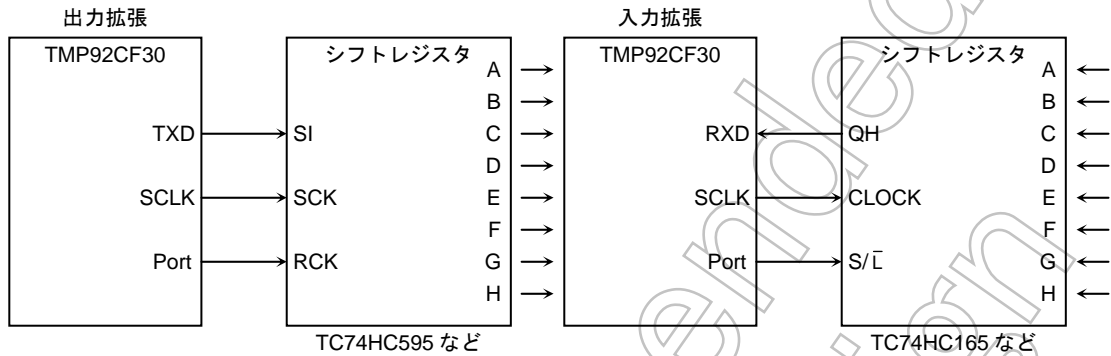 出力拡張
TMP92CF30
シフトレジスタ
TXD
SCLK
Port
SI
SCK
RCK
A
B
C
D
E
F
G
H
TC74HC595 など
入力拡張
TMP92CF30
シフトレジスタ
RXD
SCLK
Port
QH
CLOCK
S/L̅
A
B
C
D
E
F
G
H
TC74HC165 など